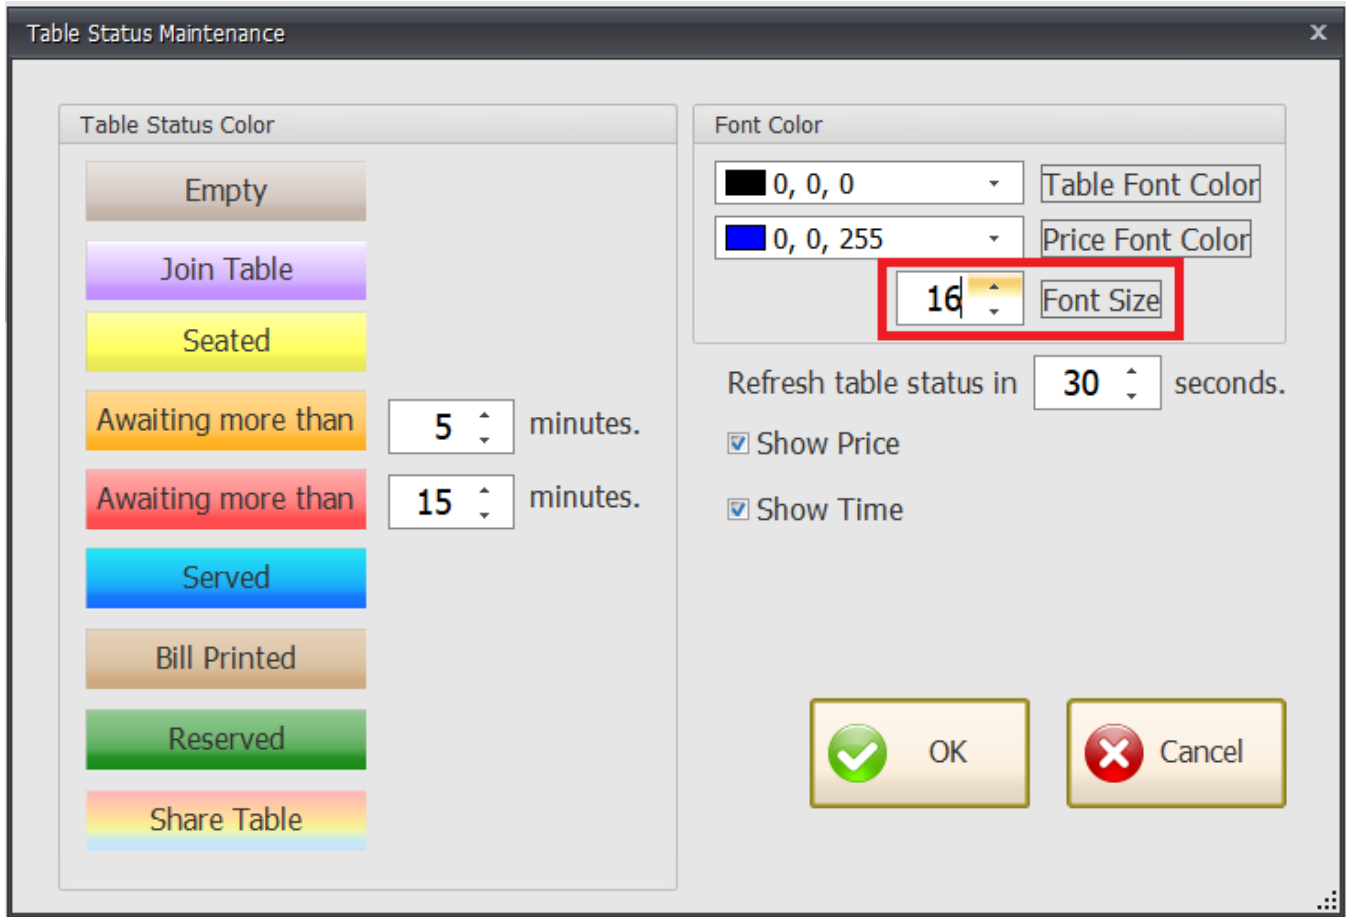 Table Status Maintenance x
Table Status Color
Empty
Join Table
Seated
Awaiting more than 5 minutes.
Awaiting more than 15 minutes.
Served
Bill Printed
Reserved
Share Table
Font Color
0, 0, 0 Table Font Color
0, 0, 255 Price Font Color
16 Font Size
Refresh table status in 30 seconds.
Show Price
Show Time
OK Cancel